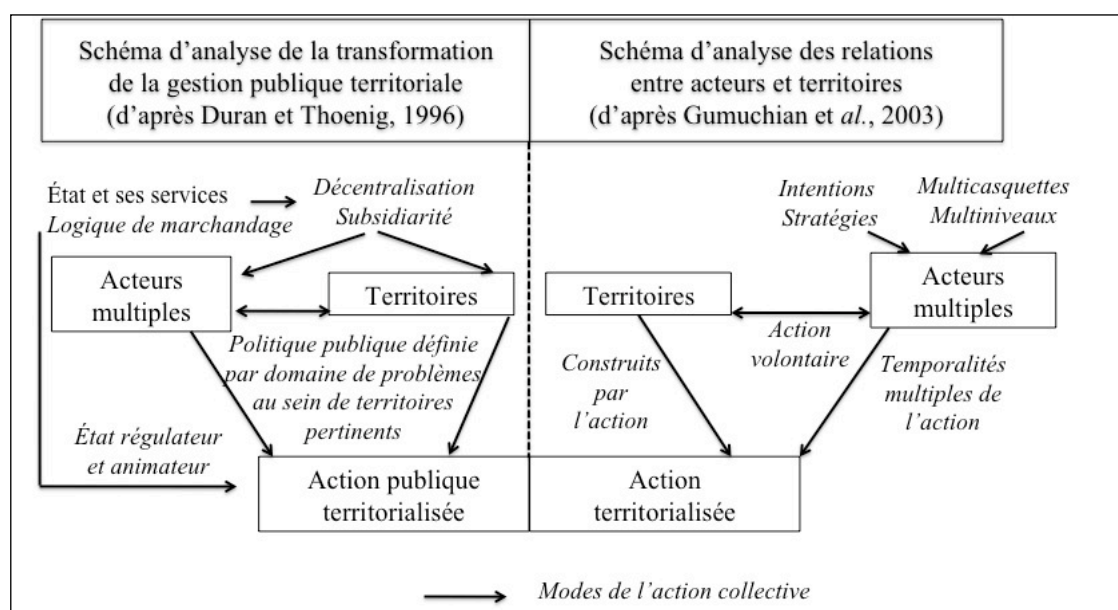 Schéma d’analyse de la transformation
de la gestion publique territoriale
(d’après Duran et Thoenig, 1996)
Schéma d’analyse des relations
entre acteurs et territoires
(d’après Gumuchian et al., 2003)
État et ses services
Logique de marchandage
Décentralisation
Subsidiarité
Acteurs
multiples
Territoires
Politique publique définie
par domaine de problèmes
au sein de territoires
pertinents
État régulateur
et animateur
Action publique
territorialisée
Intentions
Stratégies
Multicasquettes
Multiniveaux
Territoires
Acteurs
multiples
Action
volontaire
Construits
par
l’action
Temporalités
multiples de
l’action
Action
territorialisée
Modes de l’action collective